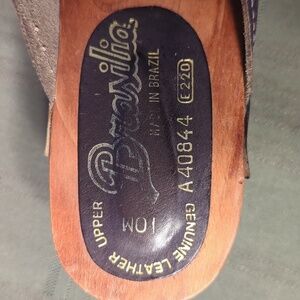 Brasilia
MADE IN BRAZIL
E220
A40844
10M
GENUINE LEATHER UPPER